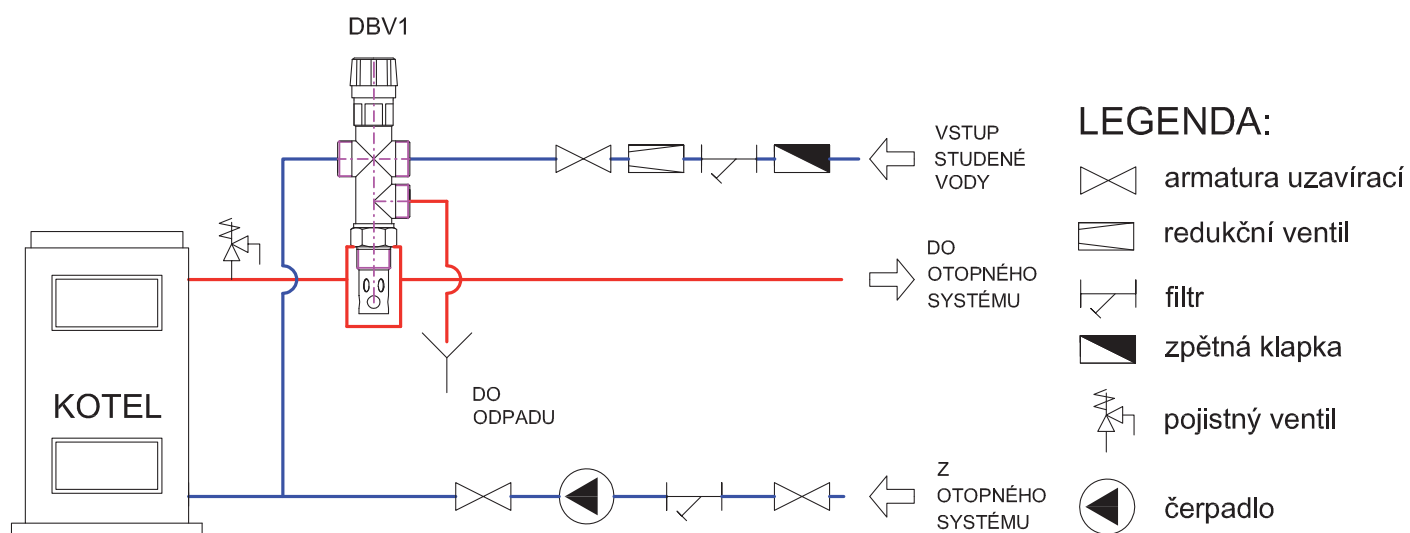 DBV1
VSTUP
STUDENÉ
VODY
DO
OTOPNÉHO
SYSTÉMU
KOTEL
DO
ODPADU
Z
OTOPNÉHO
SYSTÉMU
LEGENDA:
armatura uzavírací
redukční ventil
filtr
zpětná klapka
pojistný ventil
čerpadlo